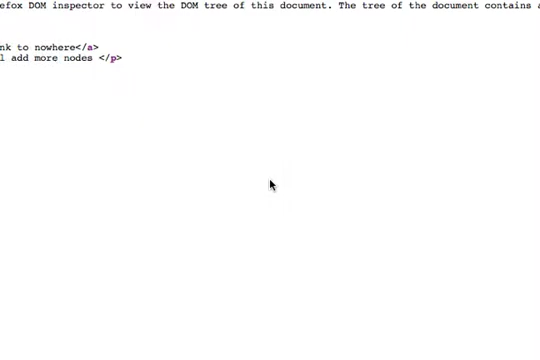 efox DOM inspector to view the DOM tree of this document. The tree of the document contains a
nk to nowhere</a>
l add more nodes </p>